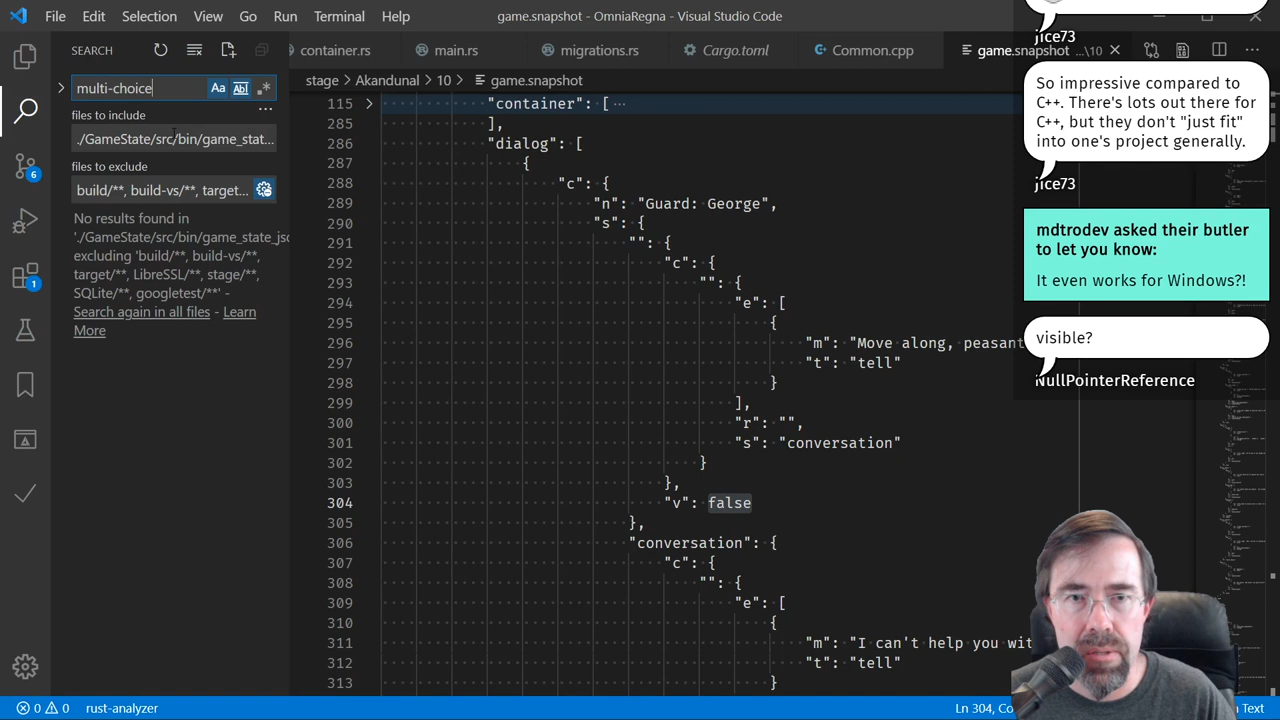 File Edit Selection View Go Run Terminal Help
game.snapshot - OmniaRegna - Visual Studio Code
SEARCH
multi-choice
Aa
files to include
./GameState/src/bin/game_stat...
files to exclude
build/**, build-vs/**, target...
No results found in
'./GameState/src/bin/game_state_jso
excluding 'build/**, build-vs/**,
target/**, LibreSSL/**, stage/**,
SQLite/**, googletest/**' -
Search again in all files - Learn
More
6
1
container.rs main.rs migrations.rs Cargo.toml Common.cpp game.snapshot ...\10
stage > Akandunal > 10 > game.snapshot
115 "container": [ ...
285 ],
286 "dialog": [
287 {
288 "c": {
289 "n": "Guard: George",
290 "s": {
291 "": {
292 "c": {
293 "": {
294 "e": [
295 {
296 "m": "Move along, peasant
297 "t": "tell"
298 }
299 ],
300 "r": "",
301 "s": "conversation"
302 }
303 },
304 "v": false
305 },
306 "conversation": {
307 "c": {
308 "": {
309 "e": [
310 {
311 "m": "I can't help you wit
312 "t": "tell"
313 }
jice73
So impressive compared to
C++. There's lots out there for
C++, but they don't "just fit"
into one's project generally.
jice73
mdtrodev asked their butler
to let you know:
It even works for Windows?!
visible?
NullPointerReference
0 0 rust-analyzer
Ln 304, Co
Text